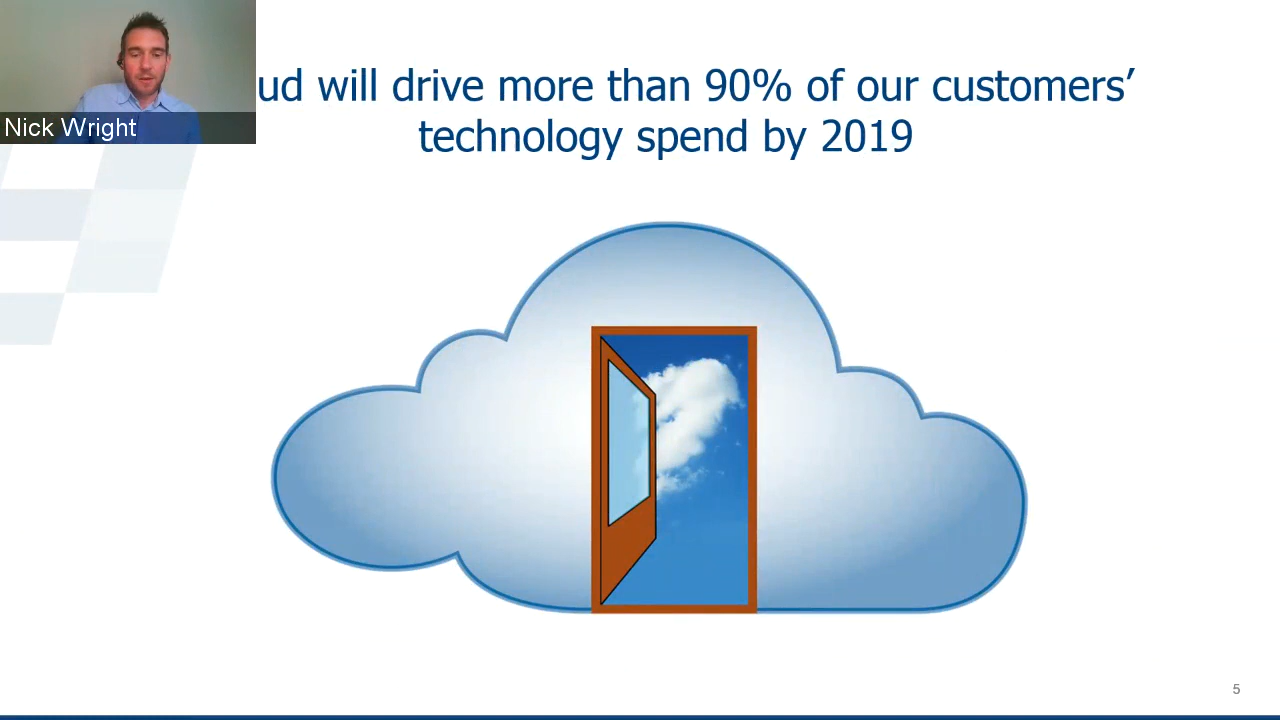 Nick Wright
ud will drive more than 90% of our customers’
technology spend by 2019
5